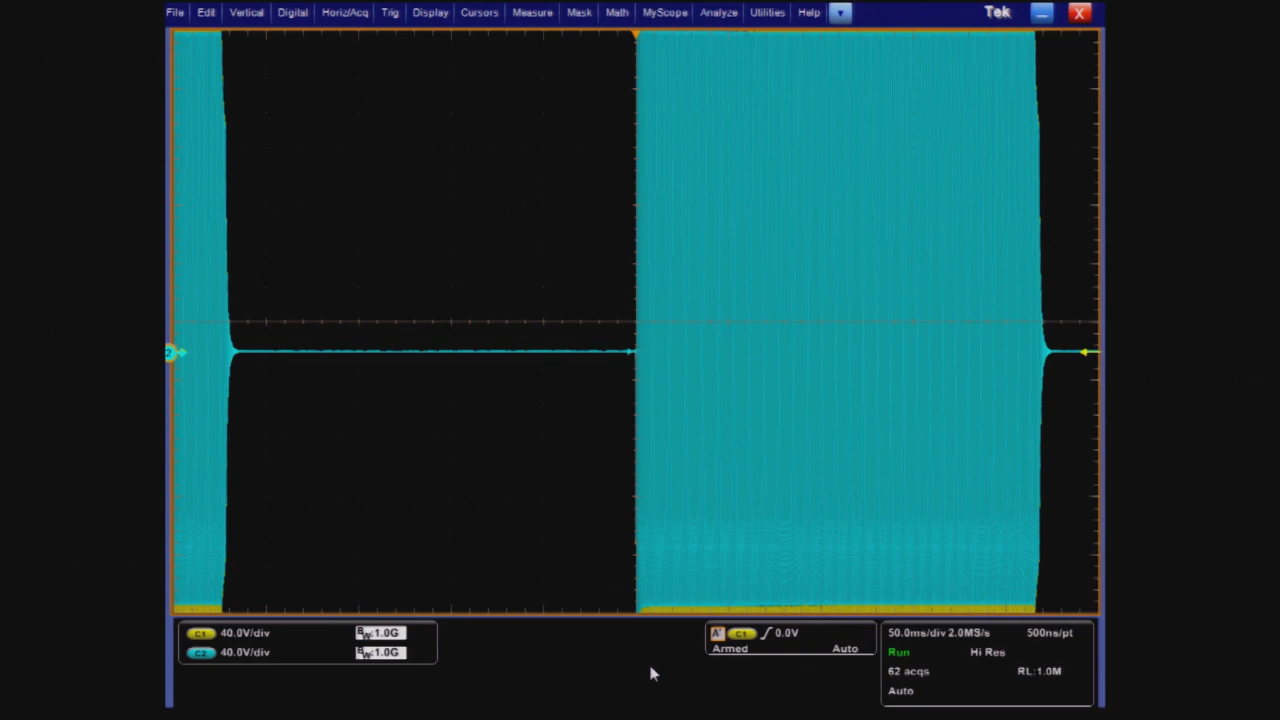 File Edit Vertical Digital Horiz/Acq Trig Display Cursors Measure Mask Math MyScope Analyze Utilities Help Tek X
2
C1 40.0V/div BW:1.0G
C2 40.0V/div BW:1.0G
A' C1 0.0V
Armed Auto
50.0ms/div 2.0MS/s 500ns/pt
Run Hi Res
62 acqs RL:1.0M
Auto